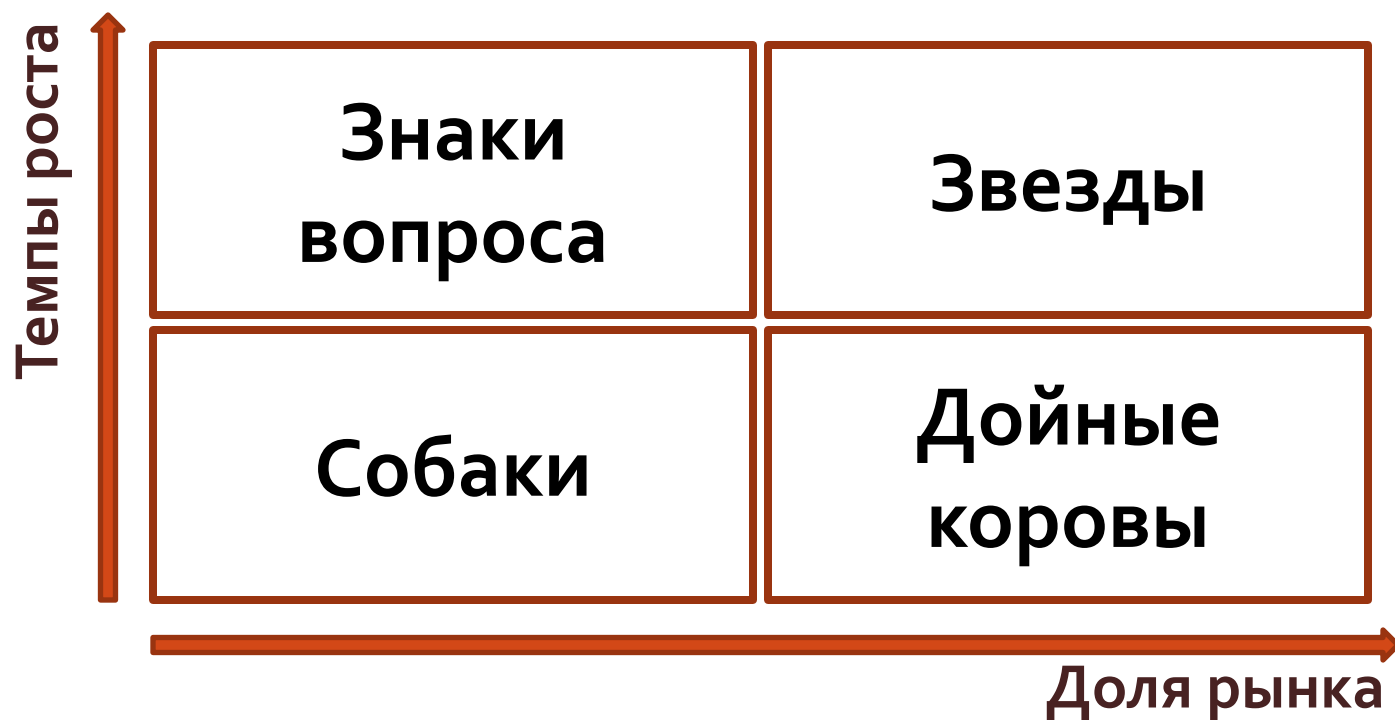 Темпы роста
Знаки
вопроса
Звезды
Собаки
Дойные
коровы
Доля рынка